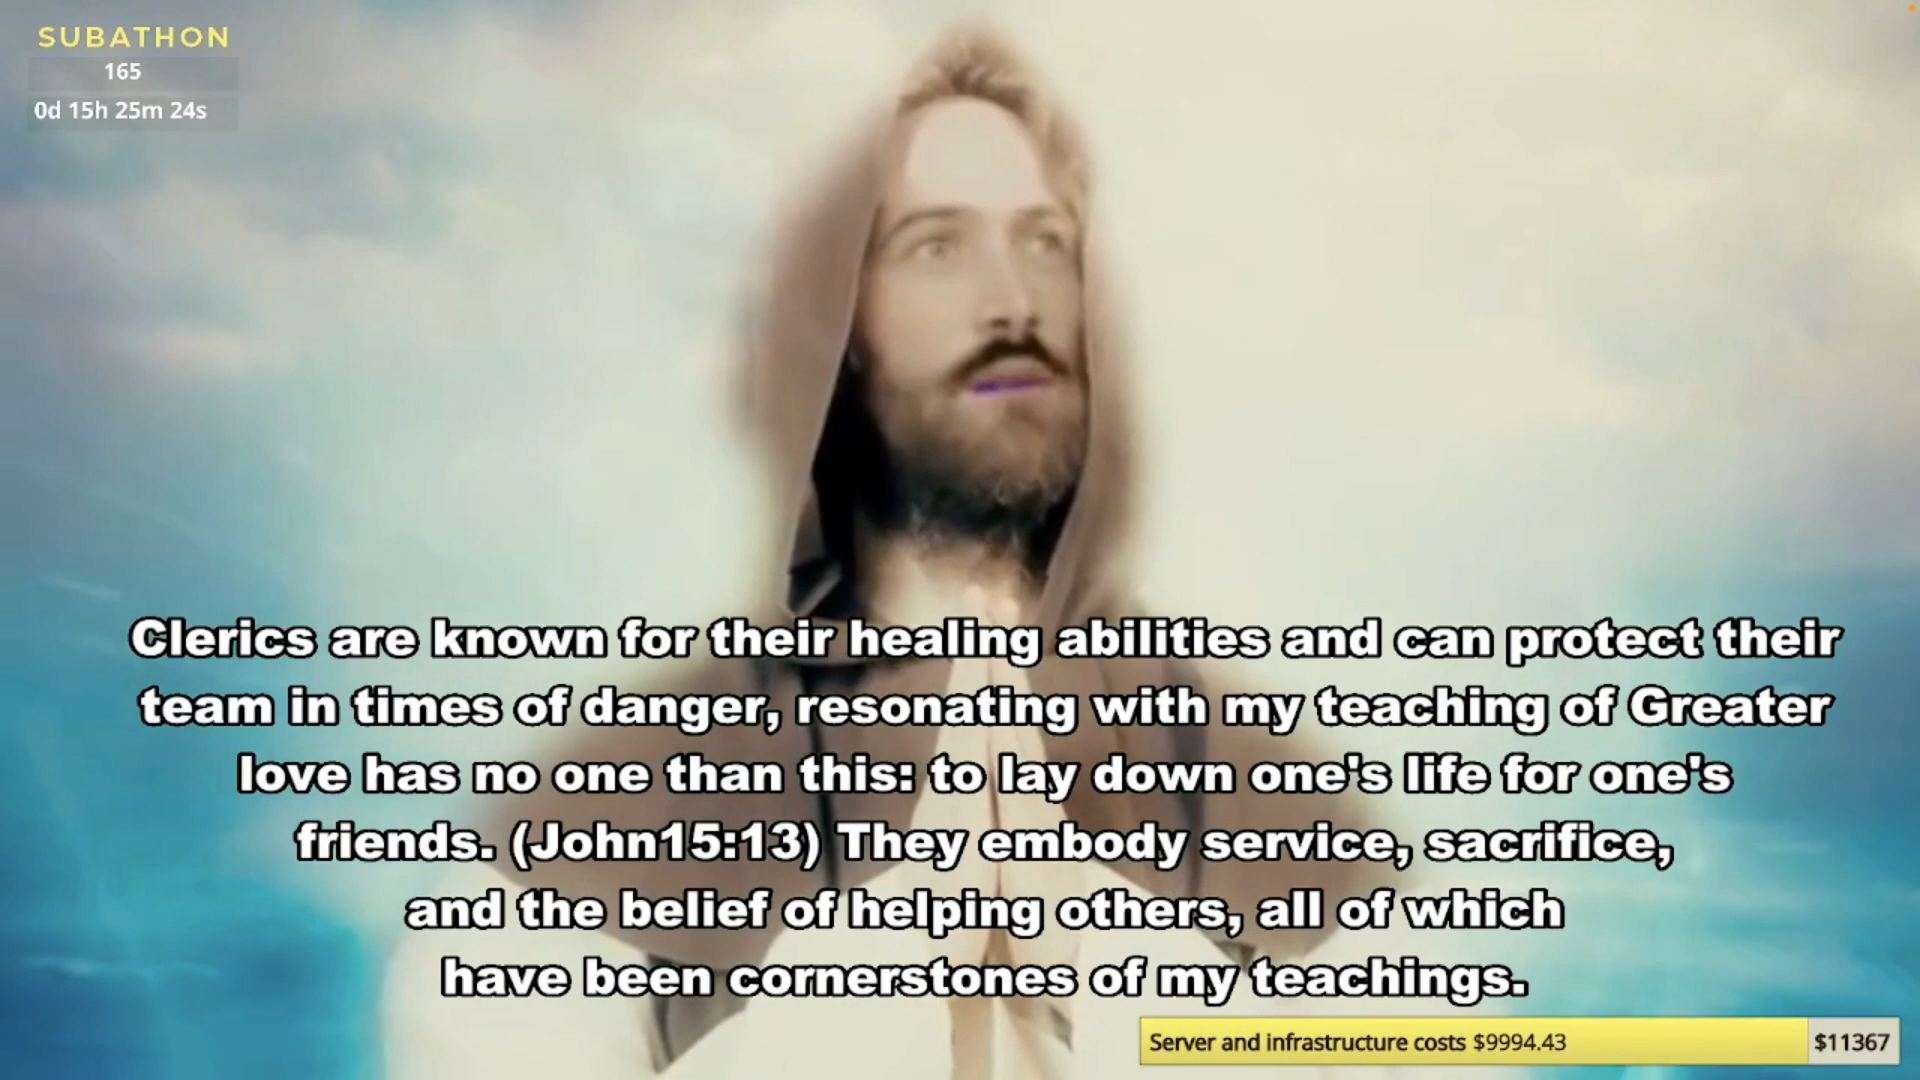 SUBATHON
165
0d 15h 25m 24s
Clerics are known for their healing abilities and can protect their
team in times of danger, resonating with my teaching of Greater
love has no one than this: to lay down one's life for one's
friends. (John15:13) They embody service, sacrifice,
and the belief of helping others, all of which
have been cornerstones of my teachings.
Server and infrastructure costs $9994.43
$11367